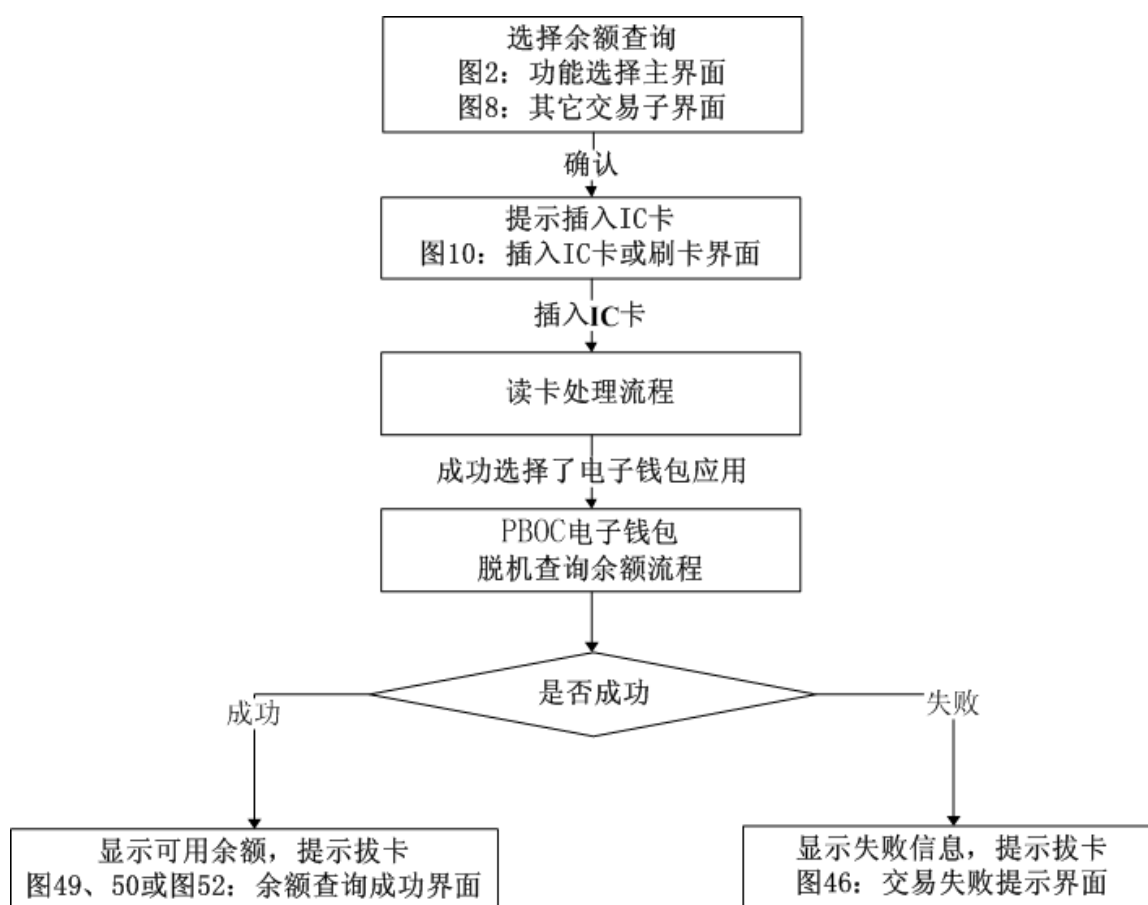 选择余额查询
图2：功能选择主界面
图8：其它交易子界面
确认
提示插入IC卡
图10：插入IC卡或刷卡界面
插入IC卡
读卡处理流程
成功选择了电子钱包应用
PBOC电子钱包
脱机查询余额流程
是否成功
成功
失败
显示可用余额，提示拔卡
图49、50或图52：余额查询成功界面
显示失败信息，提示拔卡
图46：交易失败提示界面